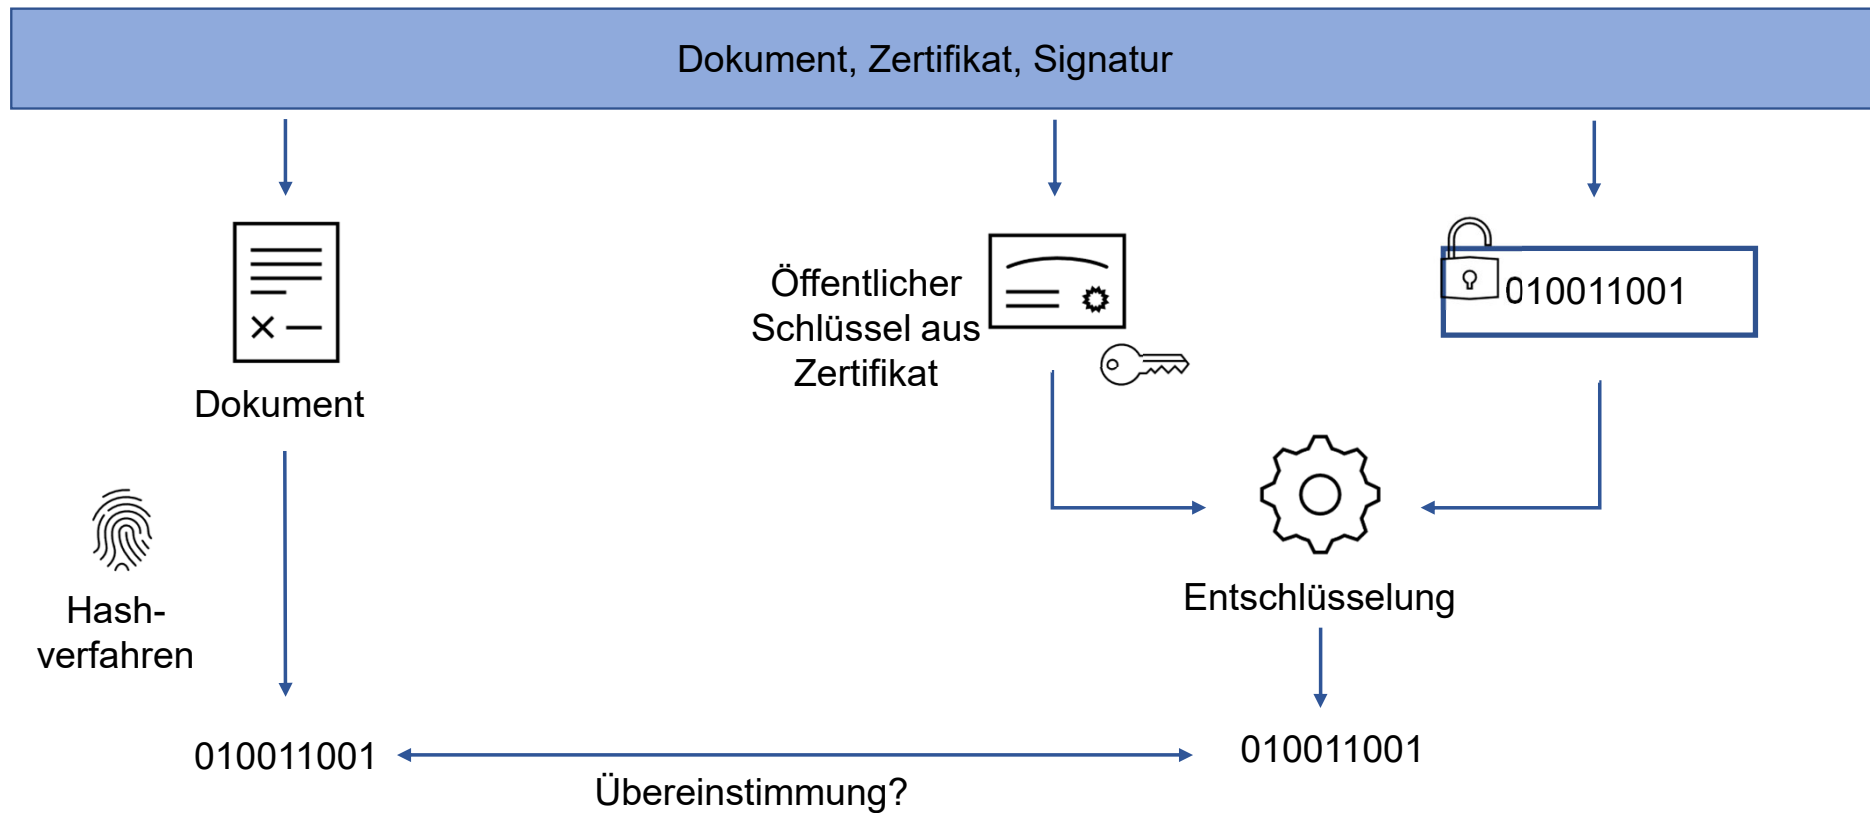 Dokument, Zertifikat, Signatur
Öffentlicher
Schlüssel aus
Zertifikat
010011001
Dokument
Hash-
verfahren
Entschlüsselung
010011001
010011001
Übereinstimmung?